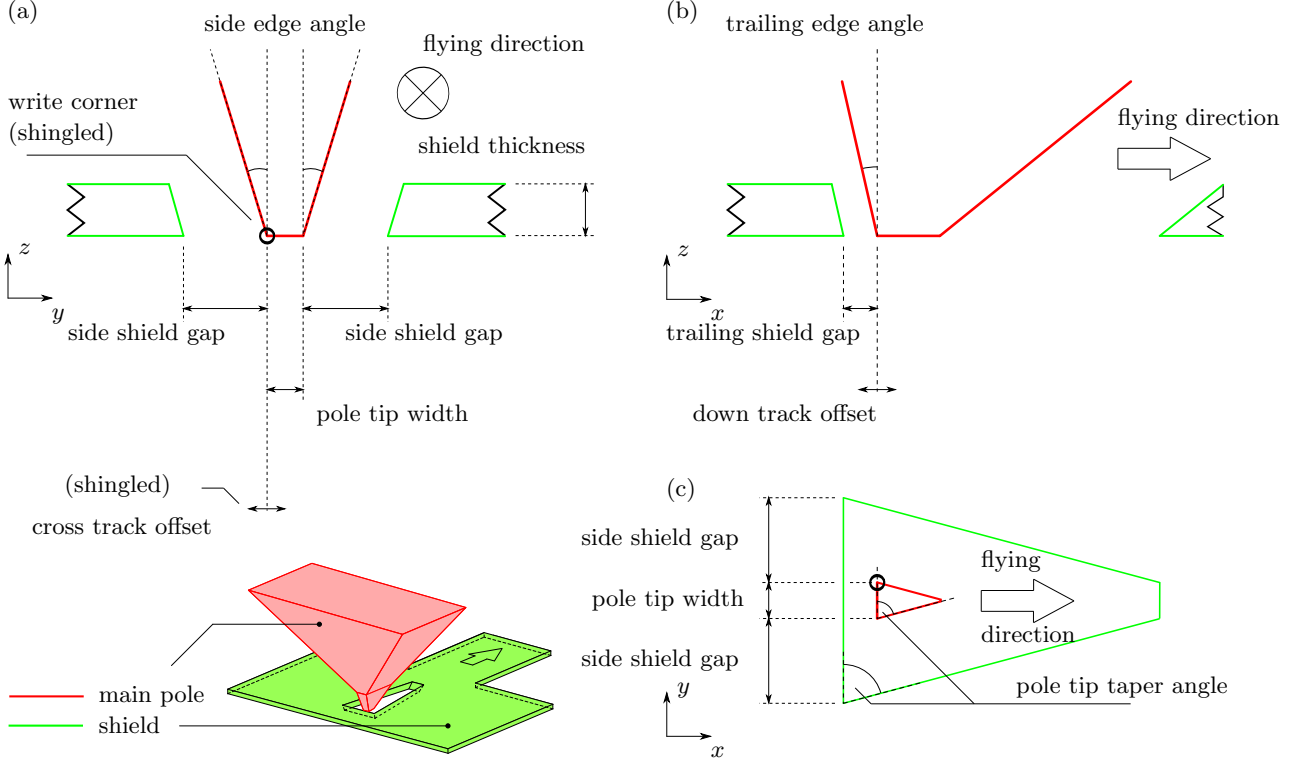 (a)
side edge angle
flying direction
write corner
(shingled)
shield thickness
z
y
side shield gap
side shield gap
pole tip width
(shingled)
cross track offset
main pole
shield
(b)
trailing edge angle
flying direction
z
x
trailing shield gap
down track offset
(c)
side shield gap
flying
pole tip width
direction
side shield gap
pole tip taper angle
y
x